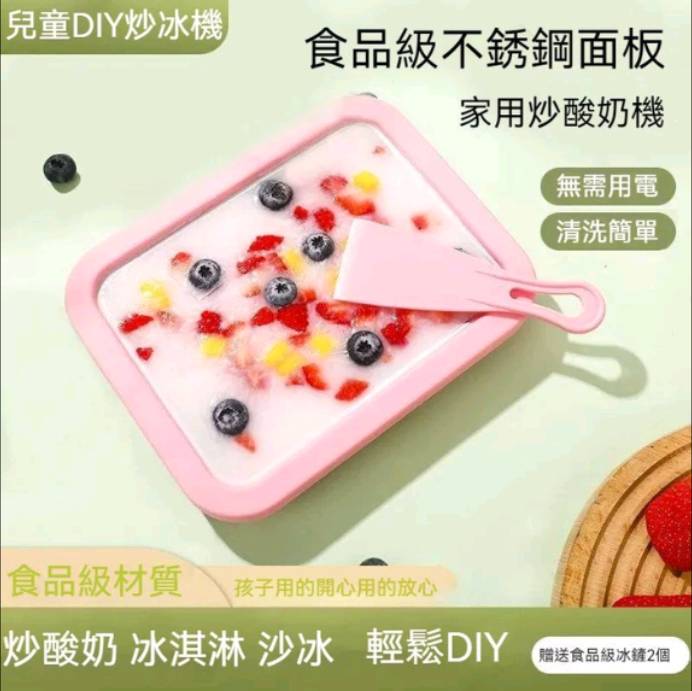 兒童DIY炒冰機
食品級不銹鋼面板
家用炒酸奶機
無需用電
清洗簡單
食品級材質
孩子用的開心用的放心
炒酸奶 冰淇淋 沙冰 輕鬆DIY
贈送食品級冰鏟2個